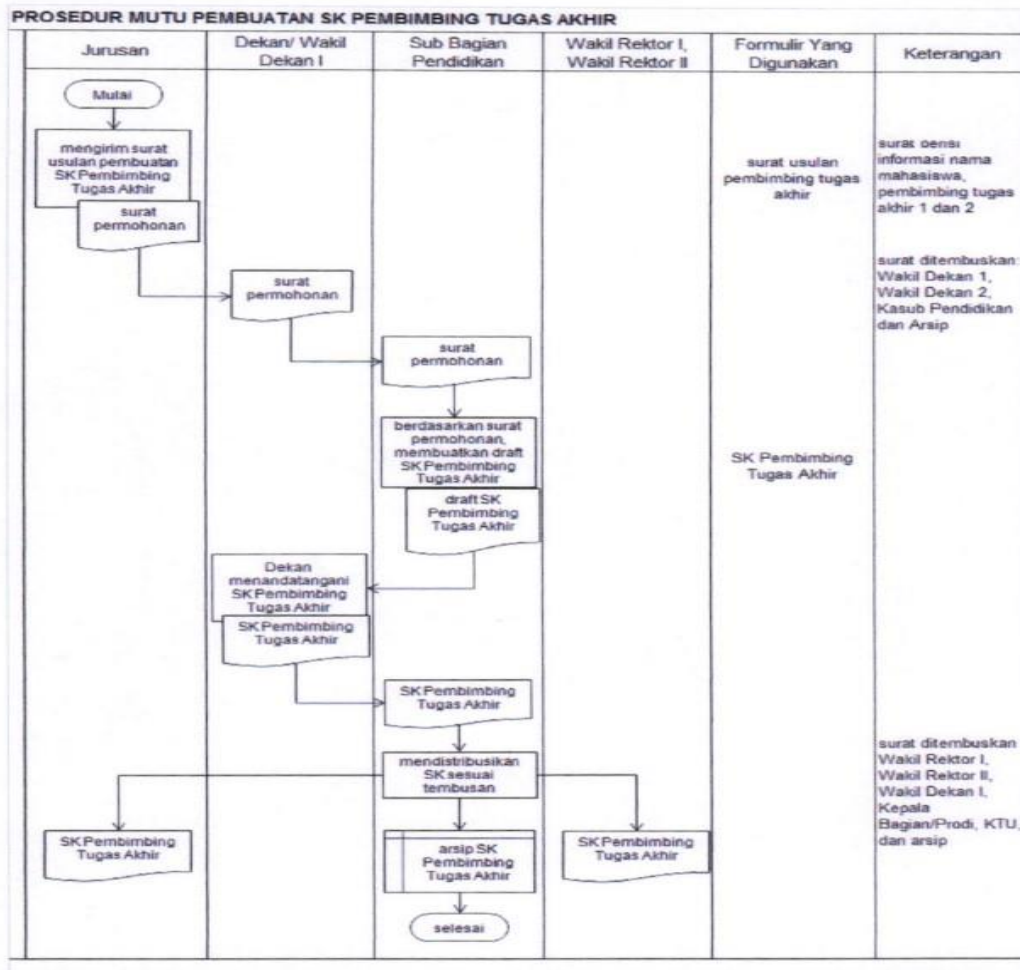 PROSEDUR MUTU PEMBUATAN SK PEMBIMBING TUGAS AKHIR
Jurusan
Dekan/ Wakil
Dekan I
Sub Bagian
Pendidikan
Wakil Rektor I,
Wakil Rektor II
Formulir Yang
Digunakan
Keterangan
Mulai
mengirim surat
usulan pembuatan
SK Pembimbing
Tugas Akhir
surat
permohonan
surat usulan
pembimbing tugas
akhir
surat berisi
informasi nama
mahasiswa,
pembimbing tugas
akhir 1 dan 2
surat
permohonan
surat ditembuskan:
Wakil Dekan 1,
Wakil Dekan 2,
Kasub Pendidikan
dan Arsip
surat
permohonan
berdasarkan surat
permohonan,
membuatkan draft
SK Pembimbing
Tugas Akhir
SK Pembimbing
Tugas Akhir
draft SK
Pembimbing
Tugas Akhir
Dekan
menandatangani
SK Pembimbing
Tugas Akhir
SK Pembimbing
Tugas Akhir
SK Pembimbing
Tugas Akhir
mendistribusikan
SK sesuai
tembusan
surat ditembuskan
Wakil Rektor I,
Wakil Rektor II,
Wakil Dekan I,
Kepala
Bagian/Prodi, KTU,
dan arsip
SK Pembimbing
Tugas Akhir
arsip SK
Pembimbing
Tugas Akhir
SK Pembimbing
Tugas Akhir
selesai